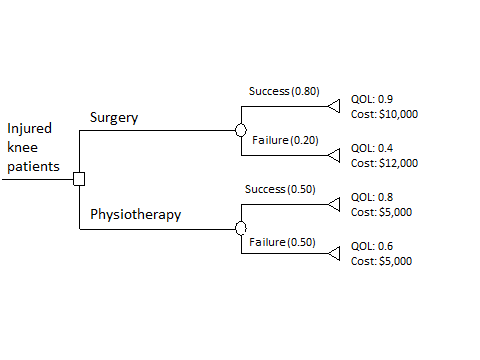 Injured
knee
patients
Surgery
Success (0.80)
QOL: 0.9
Cost: $10,000
Failure (0.20)
QOL: 0.4
Cost: $12,000
Physiotherapy
Success (0.50)
QOL: 0.8
Cost: $5,000
Failure (0.50)
QOL: 0.6
Cost: $5,000